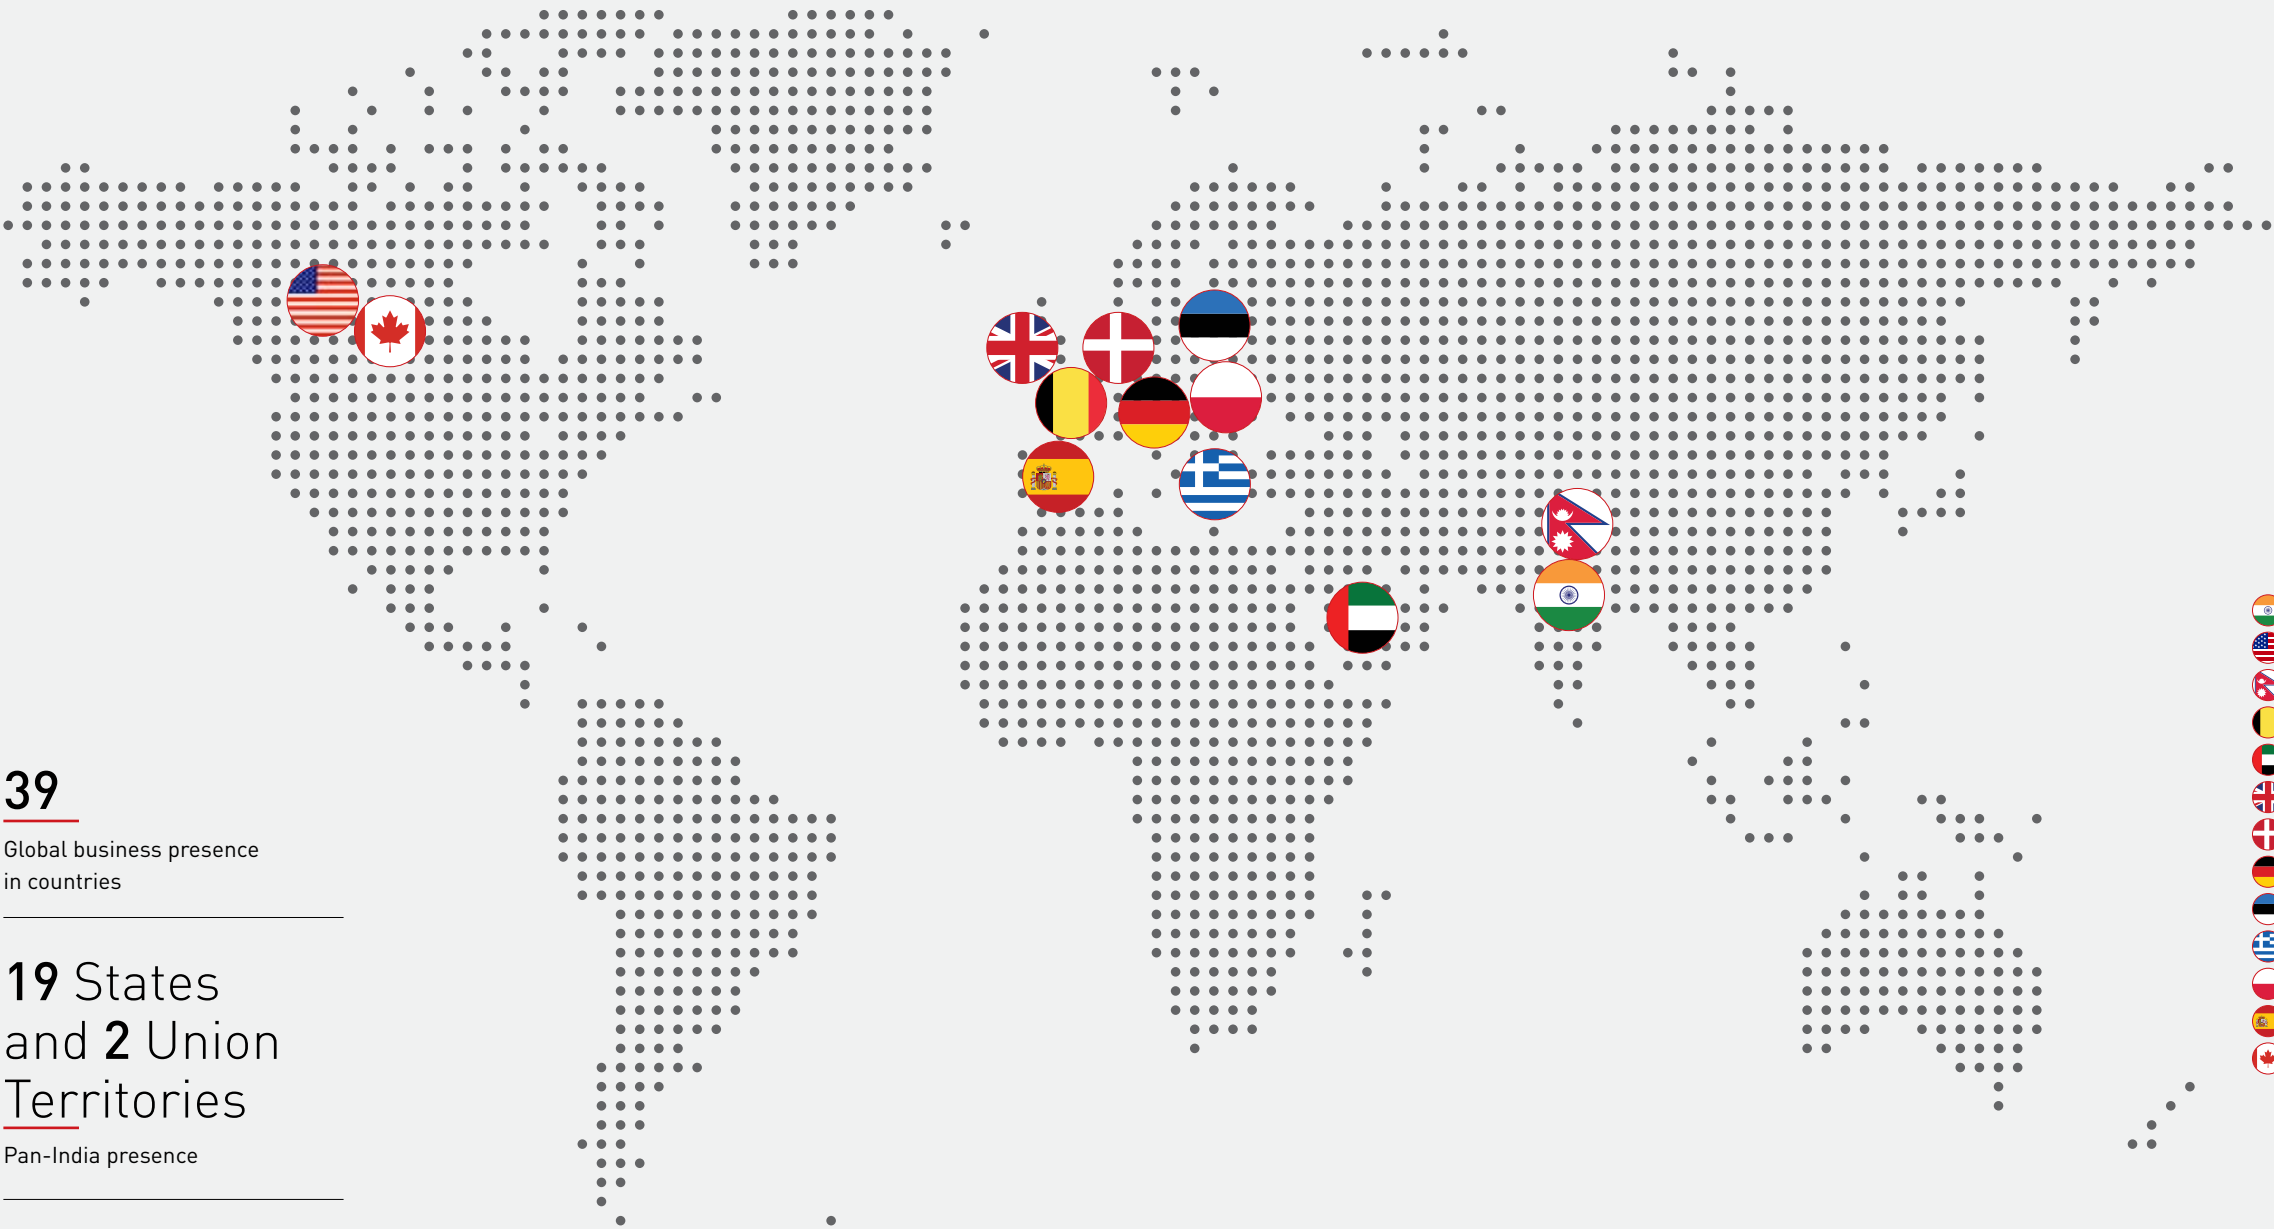 39
Global business presence
in countries
19 States
and 2 Union
Territories
Pan-India presence